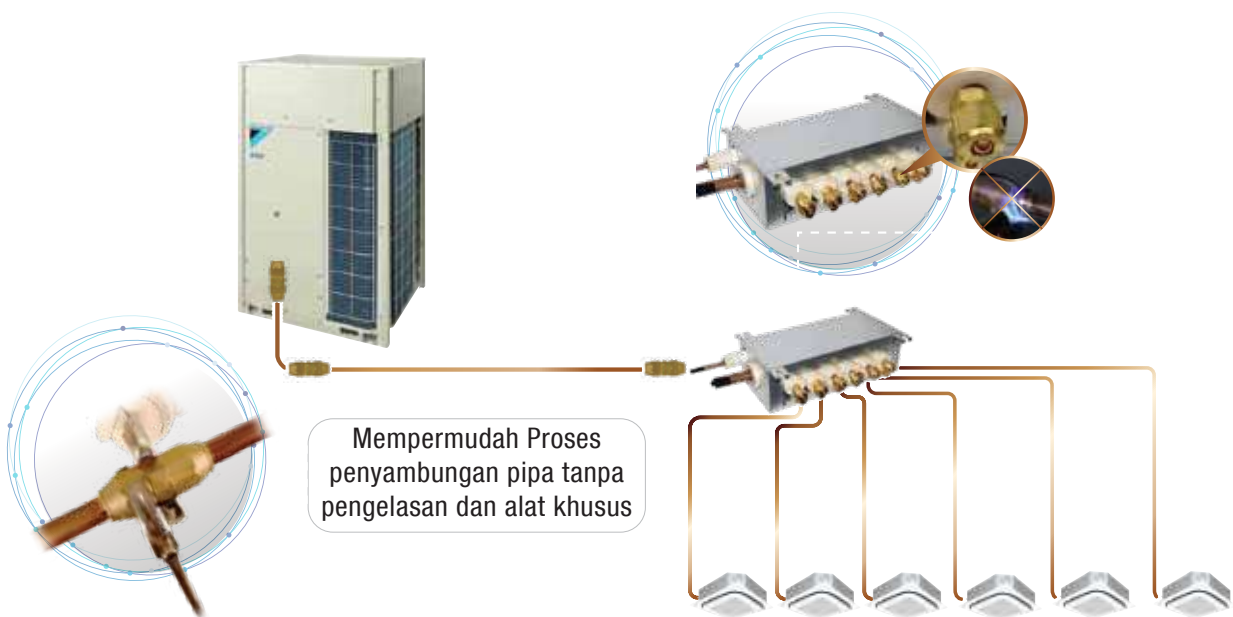 Mempermudah Proses
penyambungan pipa tanpa
pengelasan dan alat khusus